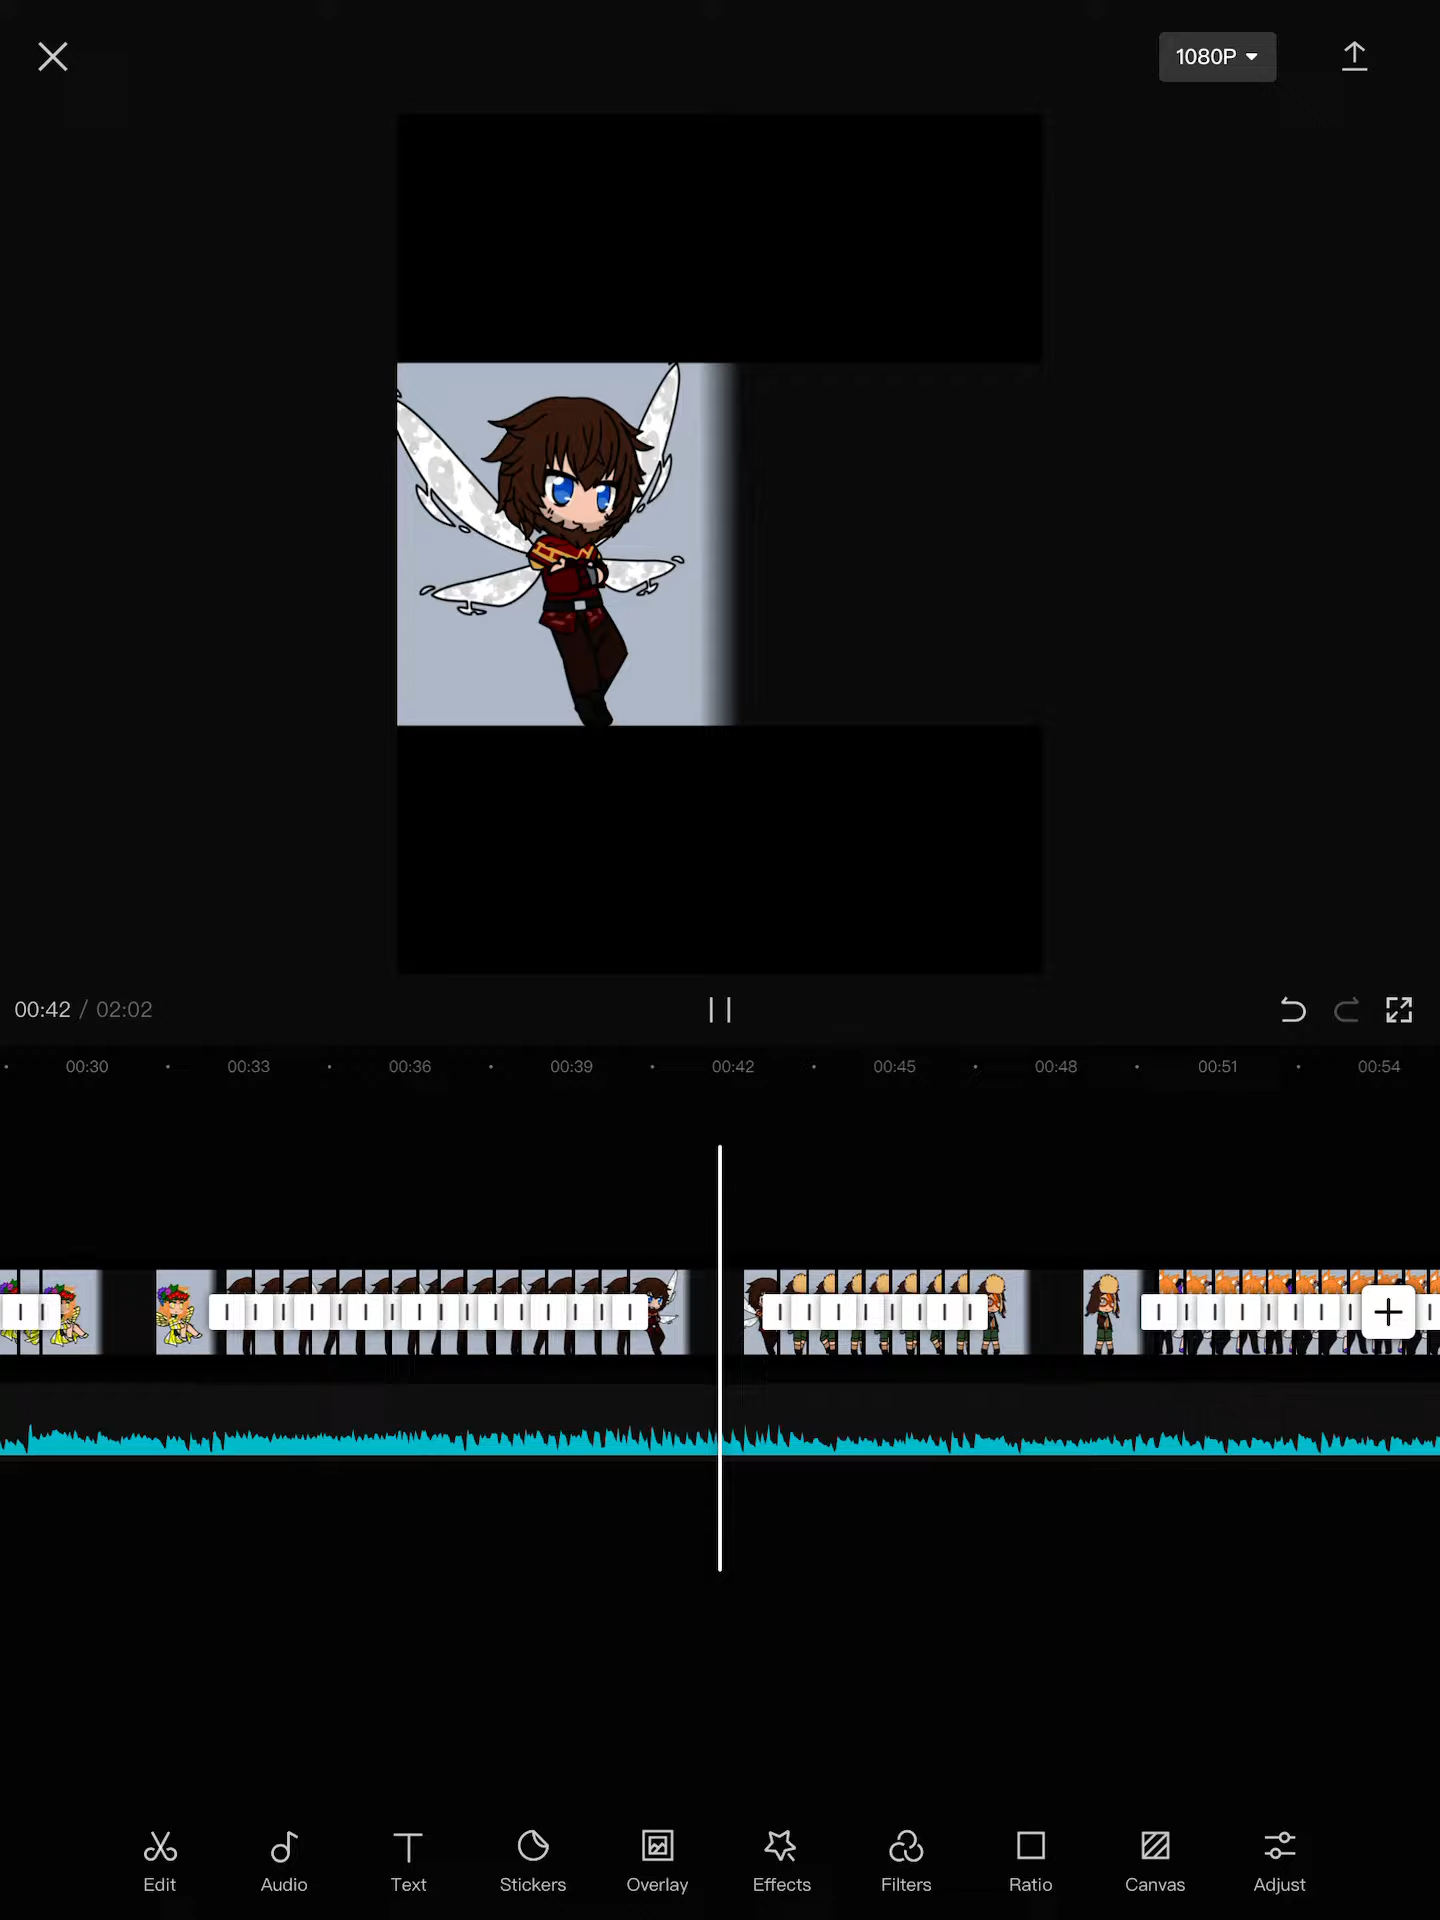 1080P
00:42 / 02:02
00:30 00:33 00:36 00:39 00:42 00:45 00:48 00:51 00:54
Edit Audio Text Stickers Overlay Effects Filters Ratio Canvas Adjust